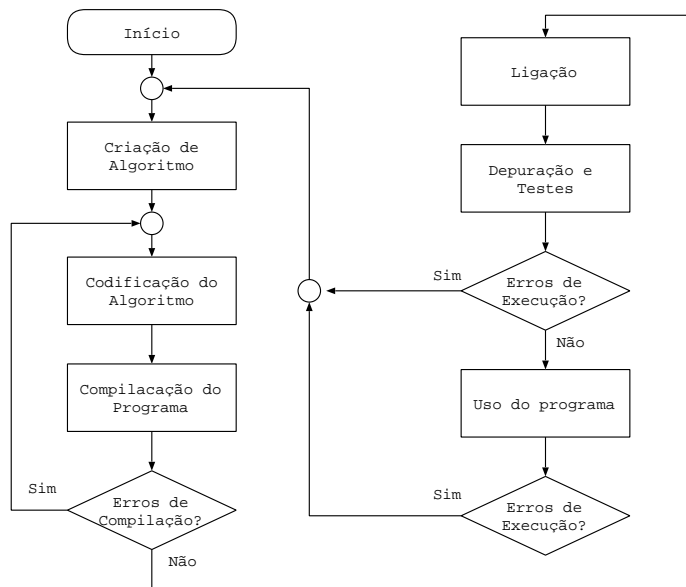 Início
Criação de
Algoritmo
Codificação do
Algoritmo
Compilacação do
Programa
Sim
Erros de
Compilação?
Não
Ligação
Depuração e
Testes
Sim
Erros de
Execução?
Não
Uso do programa
Sim
Erros de
Execução?